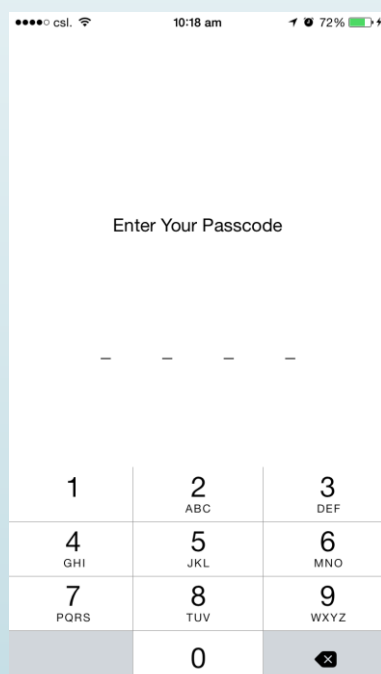 csl. 10:18 am 72%
Enter Your Passcode
1 2 3
ABC DEF
4 5 6
GHI JKL MNO
7 8 9
PQRS TUV WXYZ
0